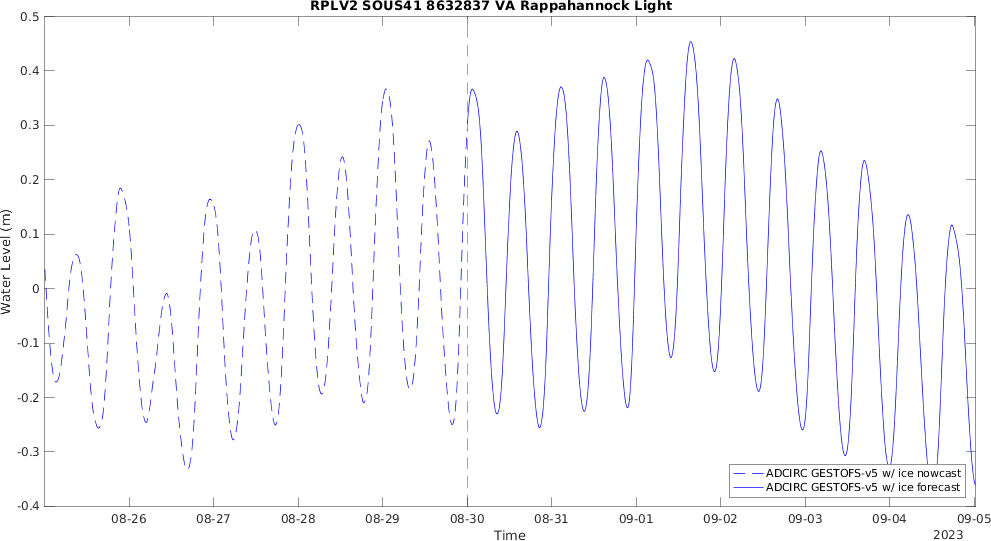 RPLV2 SOUS41 8632837 VA Rappahannock Light
0.5
0.4
0.3
0.2
0.1
0
-0.1
-0.2
-0.3
-0.4
Water Level (m)
ADCIRC GESTOFS-v5 w/ ice nowcast
ADCIRC GESTOFS-v5 w/ ice forecast
08-26 08-27 08-28 08-29 08-30 08-31 09-01 09-02 09-03 09-04 09-05
Time
2023